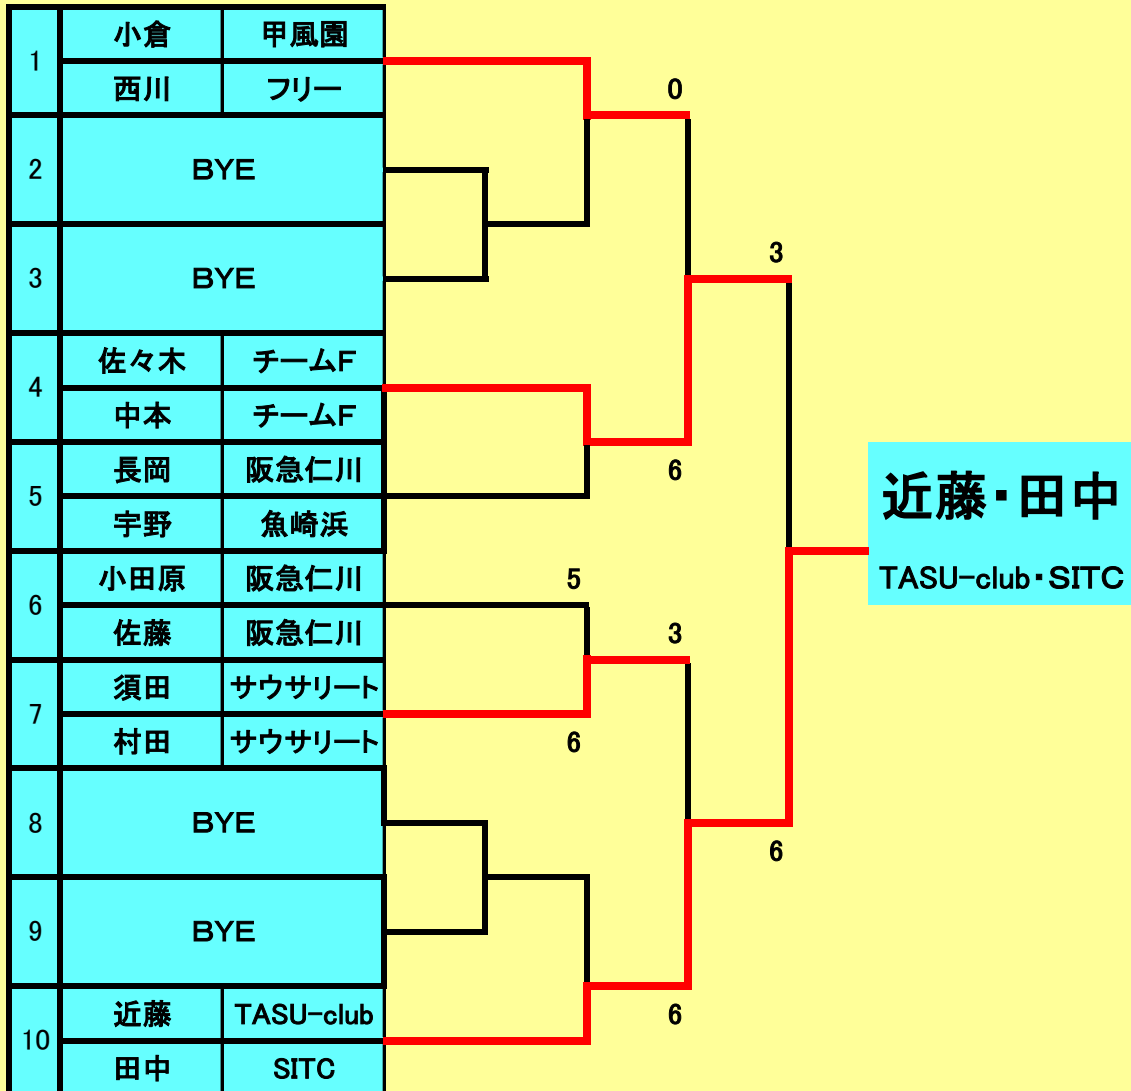 1
小倉 甲風園
西川 フリー
2 BYE
3 BYE
4
佐々木 チームF
中本 チームF
5
長岡 阪急仁川
宇野 魚崎浜
6
小田原 阪急仁川
佐藤 阪急仁川
7
須田 サウサリート
村田 サウサリート
8 BYE
9 BYE
10
近藤 TASU-club
田中 SITC
0
3
6
5
3
6
6
6
近藤・田中
TASU-club・SITC